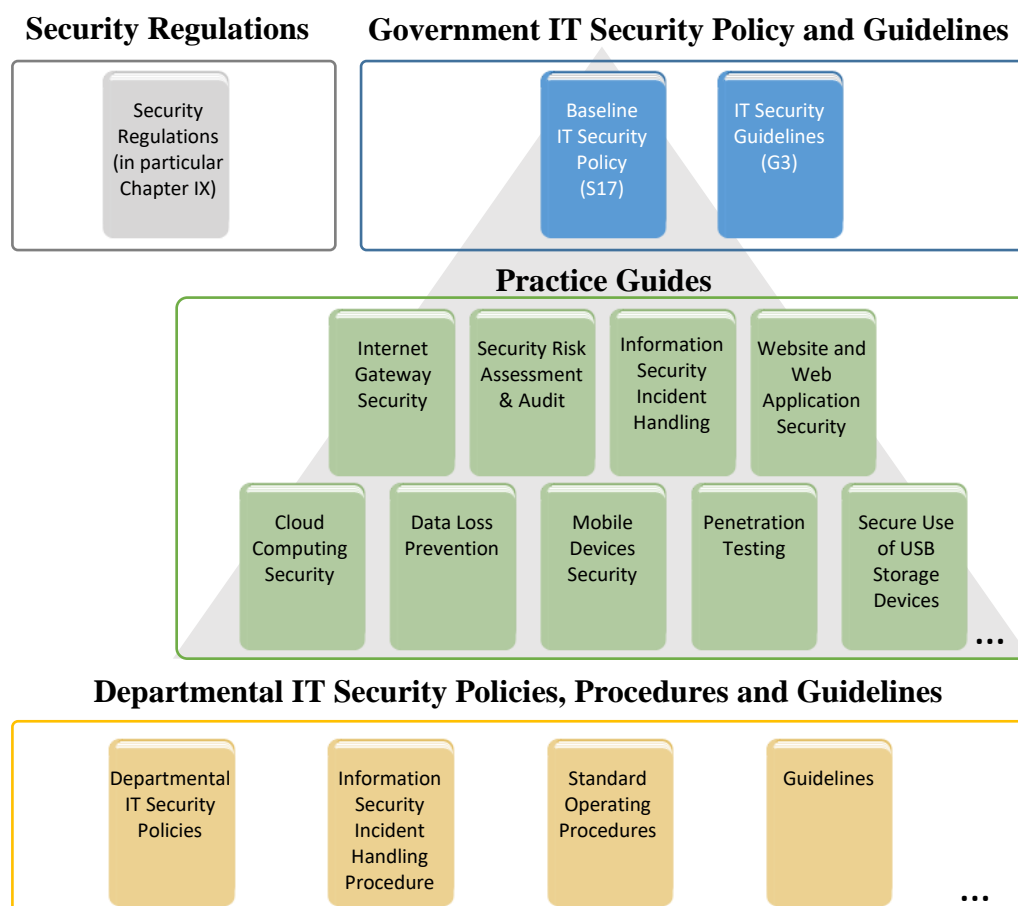 Security Regulations
Government IT Security Policy and Guidelines
Security
Regulations
(in particular
Chapter IX)
Baseline
IT Security
Policy
(S17)
IT Security
Guidelines
(G3)
Practice Guides
Internet
Gateway
Security
Security Risk
Assessment
& Audit
Information
Security
Incident
Handling
Website and
Web
Application
Security
Cloud
Computing
Security
Data Loss
Prevention
Mobile
Devices
Security
Penetration
Testing
Secure Use
of USB
Storage
Devices
...
Departmental IT Security Policies, Procedures and Guidelines
Departmental
IT Security
Policies
Information
Security
Incident
Handling
Procedure
Standard
Operating
Procedures
Guidelines
...